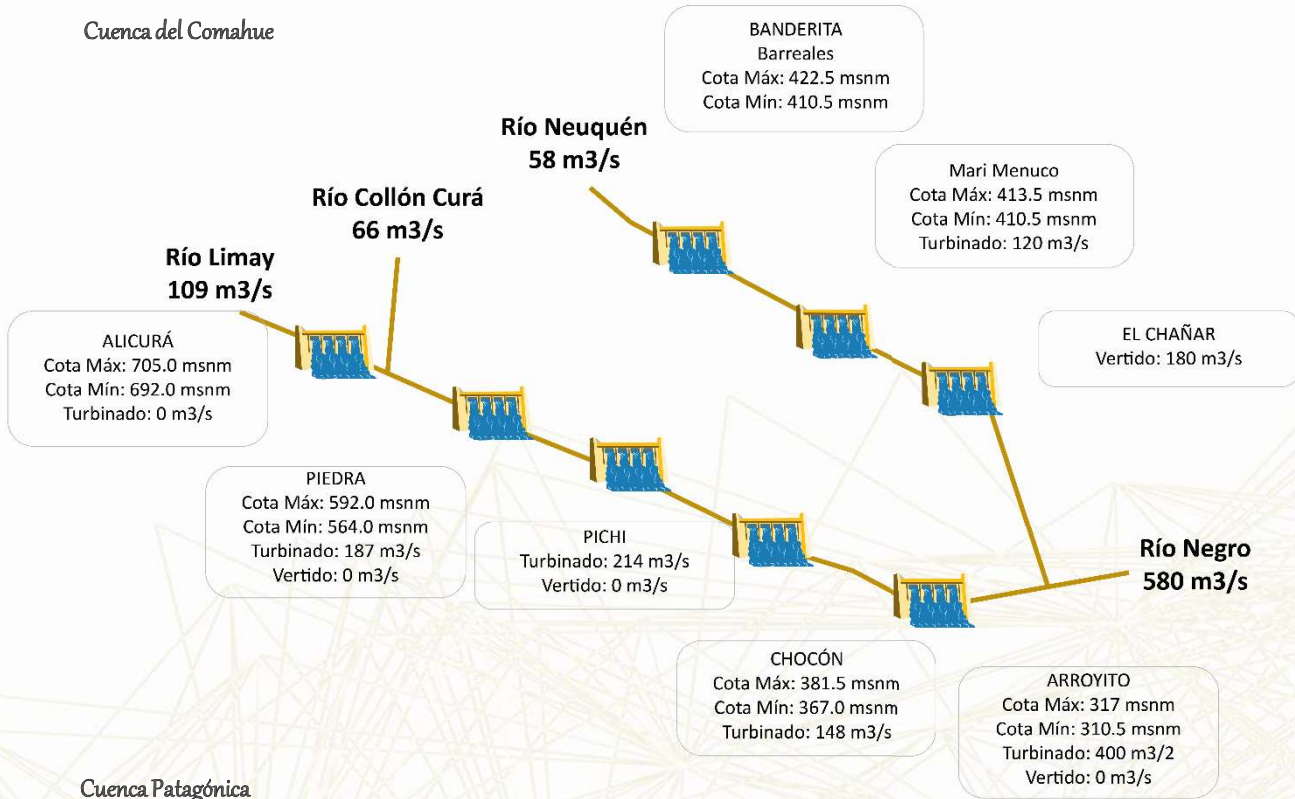 Cuenca del Comahue
BANDERITA
Barreales
Cota Máx: 422.5 msnm
Cota Mín: 410.5 msnm
Río Neuquén
58 m3/s
Mari Menuco
Cota Máx: 413.5 msnm
Cota Mín: 410.5 msnm
Turbinado: 120 m3/s
Río Collón Curá
66 m3/s
Río Limay
109 m3/s
ALICURÁ
Cota Máx: 705.0 msnm
Cota Mín: 692.0 msnm
Turbinado: 0 m3/s
EL CHAÑAR
Vertido: 180 m3/s
PIEDRA
Cota Máx: 592.0 msnm
Cota Mín: 564.0 msnm
Turbinado: 187 m3/s
Vertido: 0 m3/s
PICHI
Turbinado: 214 m3/s
Vertido: 0 m3/s
Río Negro
580 m3/s
CHOCÓN
Cota Máx: 381.5 msnm
Cota Mín: 367.0 msnm
Turbinado: 148 m3/s
ARROYITO
Cota Máx: 317 msnm
Cota Mín: 310.5 msnm
Turbinado: 400 m3/2
Vertido: 0 m3/s
Cuenca Patagónica